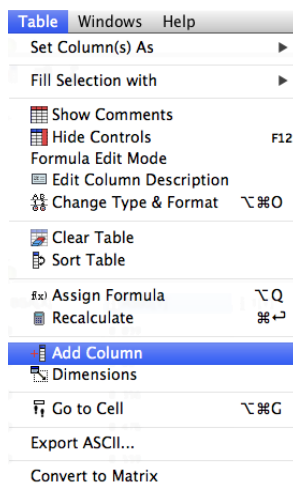 Table Windows Help
Set Column(s) As ▶
Fill Selection with ▶
Show Comments
Hide Controls F12
Formula Edit Mode
Edit Column Description
Change Type & Format ⌥⌘O
Clear Table
Sort Table
f(x) Assign Formula ⌥Q
Recalculate ⌘↩
Add Column
Dimensions
Go to Cell ⌥⌘G
Export ASCII...
Convert to Matrix